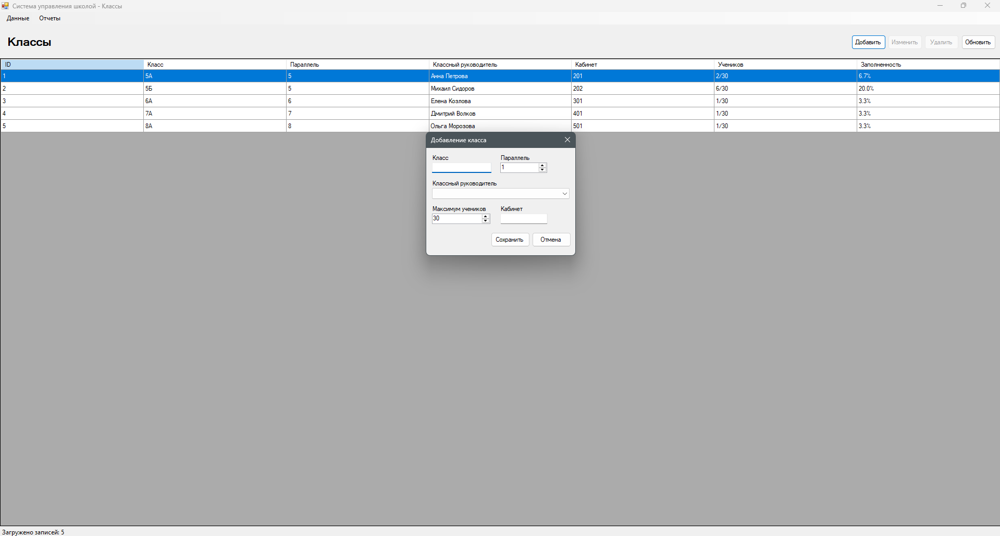 Система управления школой - Классы
Данные Отчеты
Классы
Добавить Изменить Удалить Обновить
ID Класс Параллель Классный руководитель Кабинет Учеников Заполненность
1 5А 5 Анна Петрова 201 2/30 6.7%
2 5Б 5 Михаил Сидоров 202 6/30 20.0%
3 6А 6 Елена Козлова 301 1/30 3.3%
4 7А 7 Дмитрий Волков 401 1/30 3.3%
5 8А 8 Ольга Морозова 501 1/30 3.3%
Добавление класса
Класс Параллель
1
Классный руководитель
Максимум учеников Кабинет
30
Сохранить Отмена
Загружено записей: 5